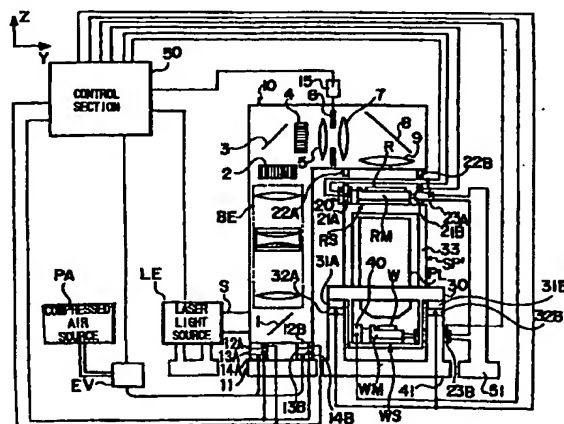 Z
Y
50
CONTROL SECTION
10
15
4
6
7
3
8
5
9
2
R
22B
22A
20
21A
23A
21B
BE
RS
RM
33
SP'
PL
32A
31A
40
W
30
31B
PA
LE
S
32B
COMPRESSED AIR SOURCE
LASER LIGHT SOURCE
1
12A
12B
13A
14A
11
EV
13B
14B
WM
41
23B
51
WS